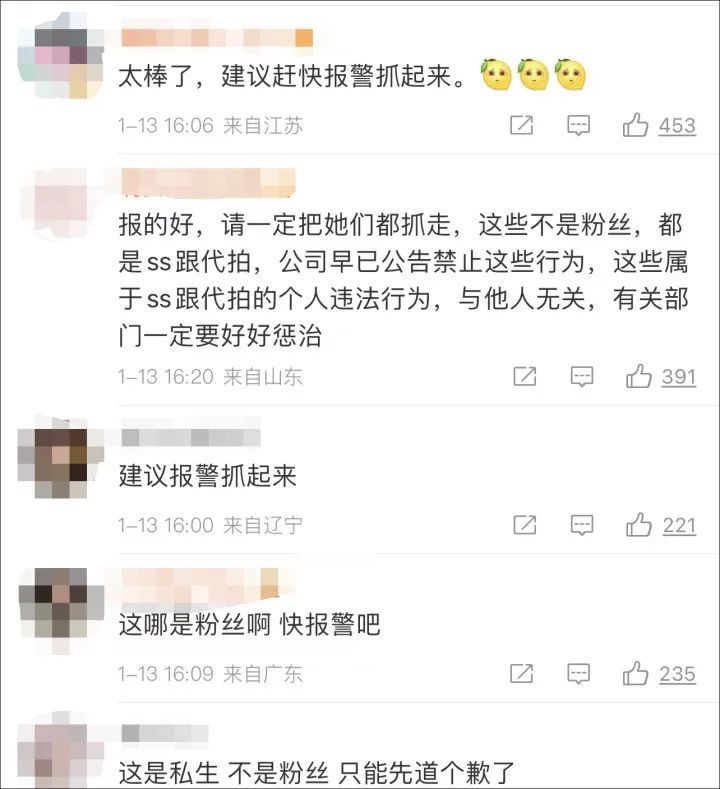 太棒了，建议赶快报警抓起来。
1-13 16:06 来自江苏
453
报的好，请一定把她们都抓走，这些不是粉丝，都
是ss跟代拍，公司早已公告禁止这些行为，这些属
于ss跟代拍的个人违法行为，与他人无关，有关部
门一定要好好惩治
1-13 16:20 来自山东
391
建议报警抓起来
1-13 16:00 来自辽宁
221
这哪是粉丝啊 快报警吧
1-13 16:09 来自广东
235
这是私生 不是粉丝 只能先道个歉了